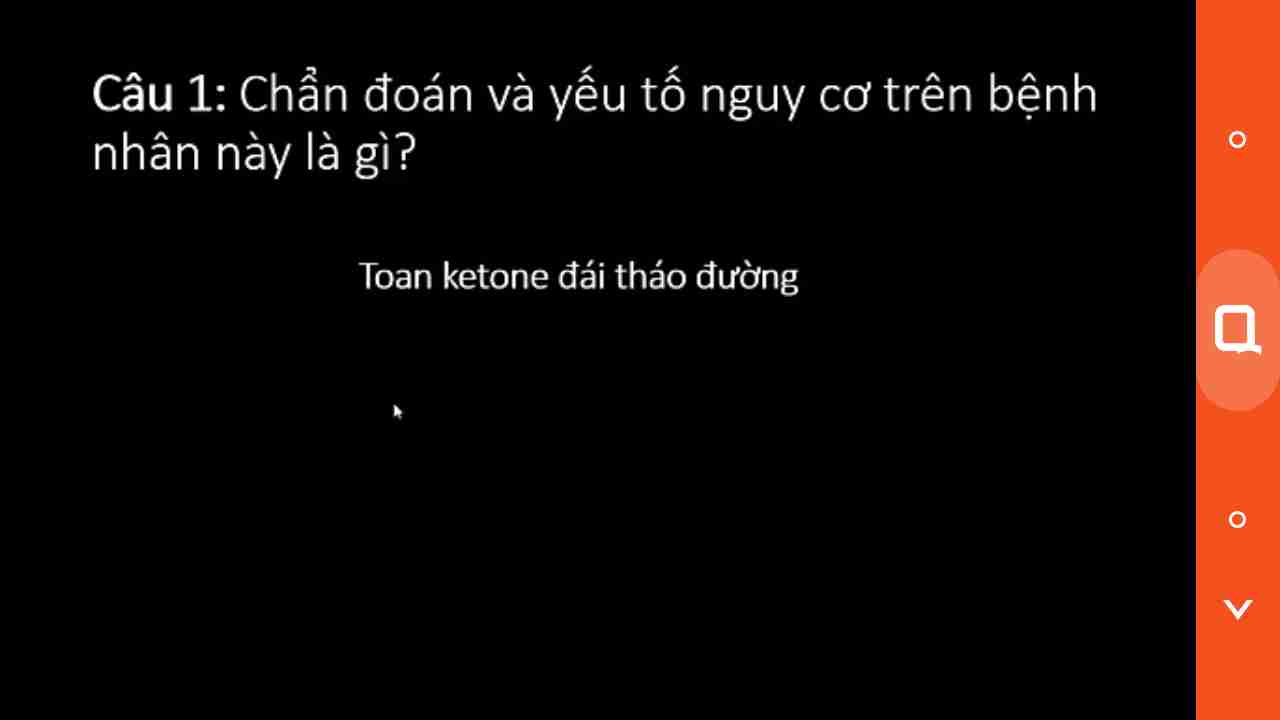 Câu 1: Chẩn đoán và yếu tố nguy cơ trên bệnh
nhân này là gì?
Toan ketone đái tháo đường